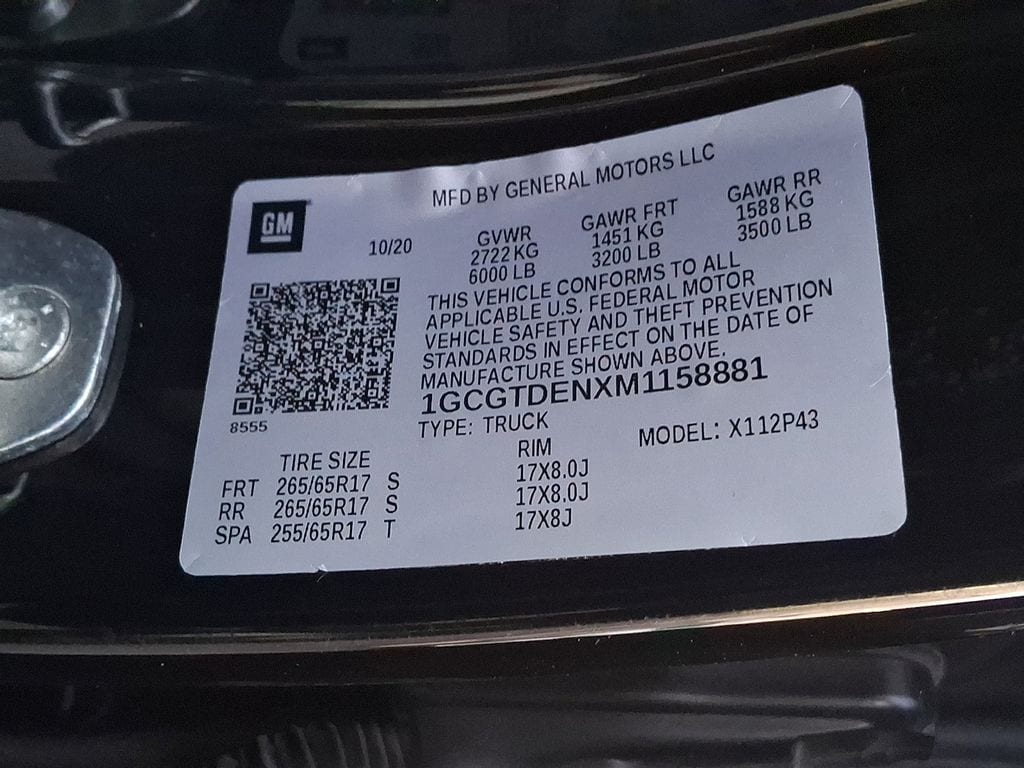 MFD BY GENERAL MOTORS LLC
GM
10/20 GVWR GAWR FRT GAWR RR
2722 KG 1451 KG 1588 KG
6000 LB 3200 LB 3500 LB
THIS VEHICLE CONFORMS TO ALL
APPLICABLE U.S. FEDERAL MOTOR
VEHICLE SAFETY AND THEFT PREVENTION
STANDARDS IN EFFECT ON THE DATE OF
MANUFACTURE SHOWN ABOVE.
1GCGTDENXM1158881
8555
TYPE: TRUCK MODEL: X112P43
TIRE SIZE RIM
FRT 265/65R17 S 17X8.0J
RR 265/65R17 S 17X8.0J
SPA 255/65R17 T 17X8J